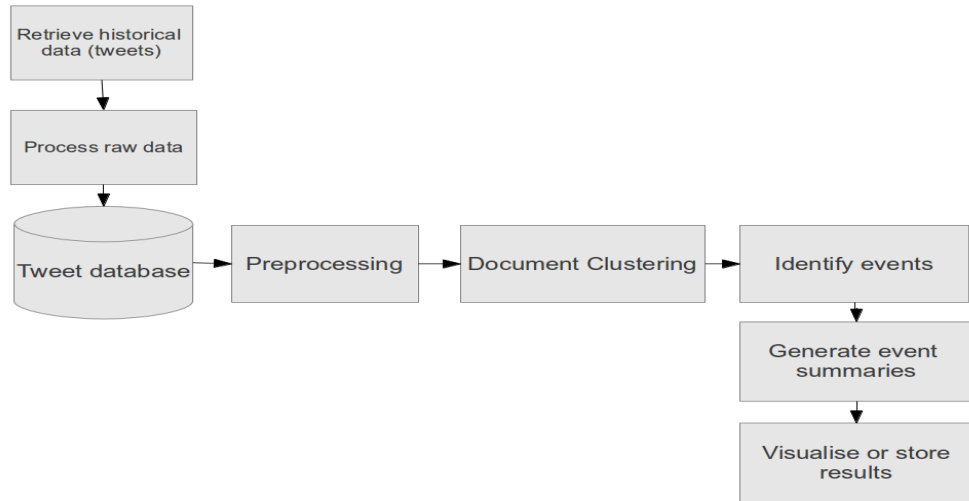 Retrieve historical
data (tweets)
Process raw data
Tweet database
Preprocessing
Document Clustering
Identify events
Generate event
summaries
Visualise or store
results